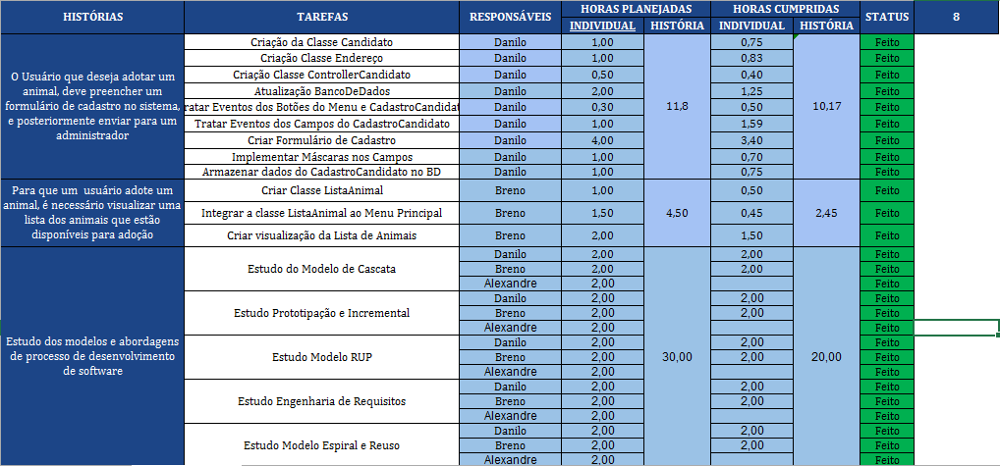 HISTÓRIAS TAREFAS RESPONSÁVEIS HORAS PLANEJADAS HORAS CUMPRIDAS STATUS 8
INDIVIDUAL HISTÓRIA INDIVIDUAL HISTÓRIA
O Usuário que deseja adotar um
animal, deve preencher um
formulário de cadastro no sistema,
e posteriormente enviar para um
administrador
Criação da Classe Candidato Danilo 1,00 0,75 Feito
Criação Classe Endereço Danilo 1,00 0,83 Feito
Criação Classe ControllerCandidato Danilo 0,50 0,40 Feito
Atualização BancoDeDados Danilo 2,00 1,25 Feito
ratar Eventos dos Botões do Menu e CadastroCandidat Danilo 0,30 11,8 0,50 10,17 Feito
Tratar Eventos dos Campos do CadastroCandidato Danilo 1,00 1,59 Feito
Criar Formulário de Cadastro Danilo 4,00 3,40 Feito
Implementar Máscaras nos Campos Danilo 1,00 0,70 Feito
Armazenar dados do CadastroCandidato no BD Danilo 1,00 0,75 Feito
Para que um usuário adote um
animal, é necessário visualizar uma
lista dos animais que estão
disponíveis para adoção
Criar Classe ListaAnimal Breno 1,00 0,50 Feito
Integrar a classe ListaAnimal ao Menu Principal Breno 1,50 4,50 0,45 2,45 Feito
Criar visualização da Lista de Animais Breno 2,00 1,50 Feito
Estudo dos modelos e abordagens
de processo de desenvolvimento
de software
Danilo 2,00 2,00 Feito
Estudo do Modelo de Cascata Breno 2,00 2,00 Feito
Alexandre 2,00 Feito
Danilo 2,00 2,00 Feito
Estudo Prototipação e Incremental Breno 2,00 2,00 Feito
Alexandre 2,00 Feito
Danilo 2,00 2,00 Feito
Estudo Modelo RUP Breno 2,00 30,00 2,00 20,00 Feito
Alexandre 2,00 Feito
Danilo 2,00 2,00 Feito
Estudo Engenharia de Requisitos Breno 2,00 2,00 Feito
Alexandre 2,00 Feito
Danilo 2,00 2,00 Feito
Estudo Modelo Espiral e Reuso Breno 2,00 2,00 Feito
Alexandre 2,00 Feito